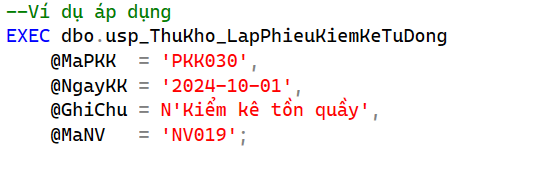 --Ví dụ áp dụng
EXEC dbo.usp_ThuKho_LapPhieuKiemKeTuDong
    @MaPKK  = 'PKK030',
    @NgayKK = '2024-10-01',
    @GhiChu = N'Kiểm kê tồn quầy',
    @MaNV   = 'NV019';